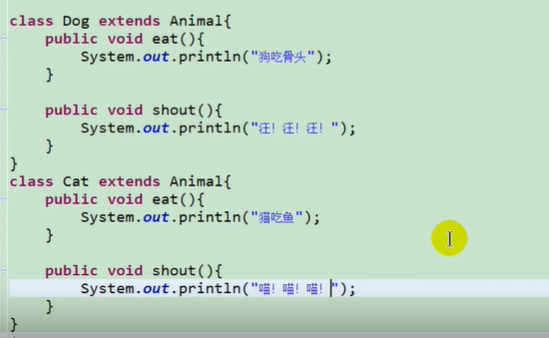 class Dog extends Animal{
    public void eat(){
        System.out.println("狗吃骨头");
    }
    public void shout(){
        System.out.println("汪！汪！汪！");
    }
}
class Cat extends Animal{
    public void eat(){
        System.out.println("猫吃鱼");
    }
    public void shout(){
        System.out.println("喵！喵！喵！");
    }
}